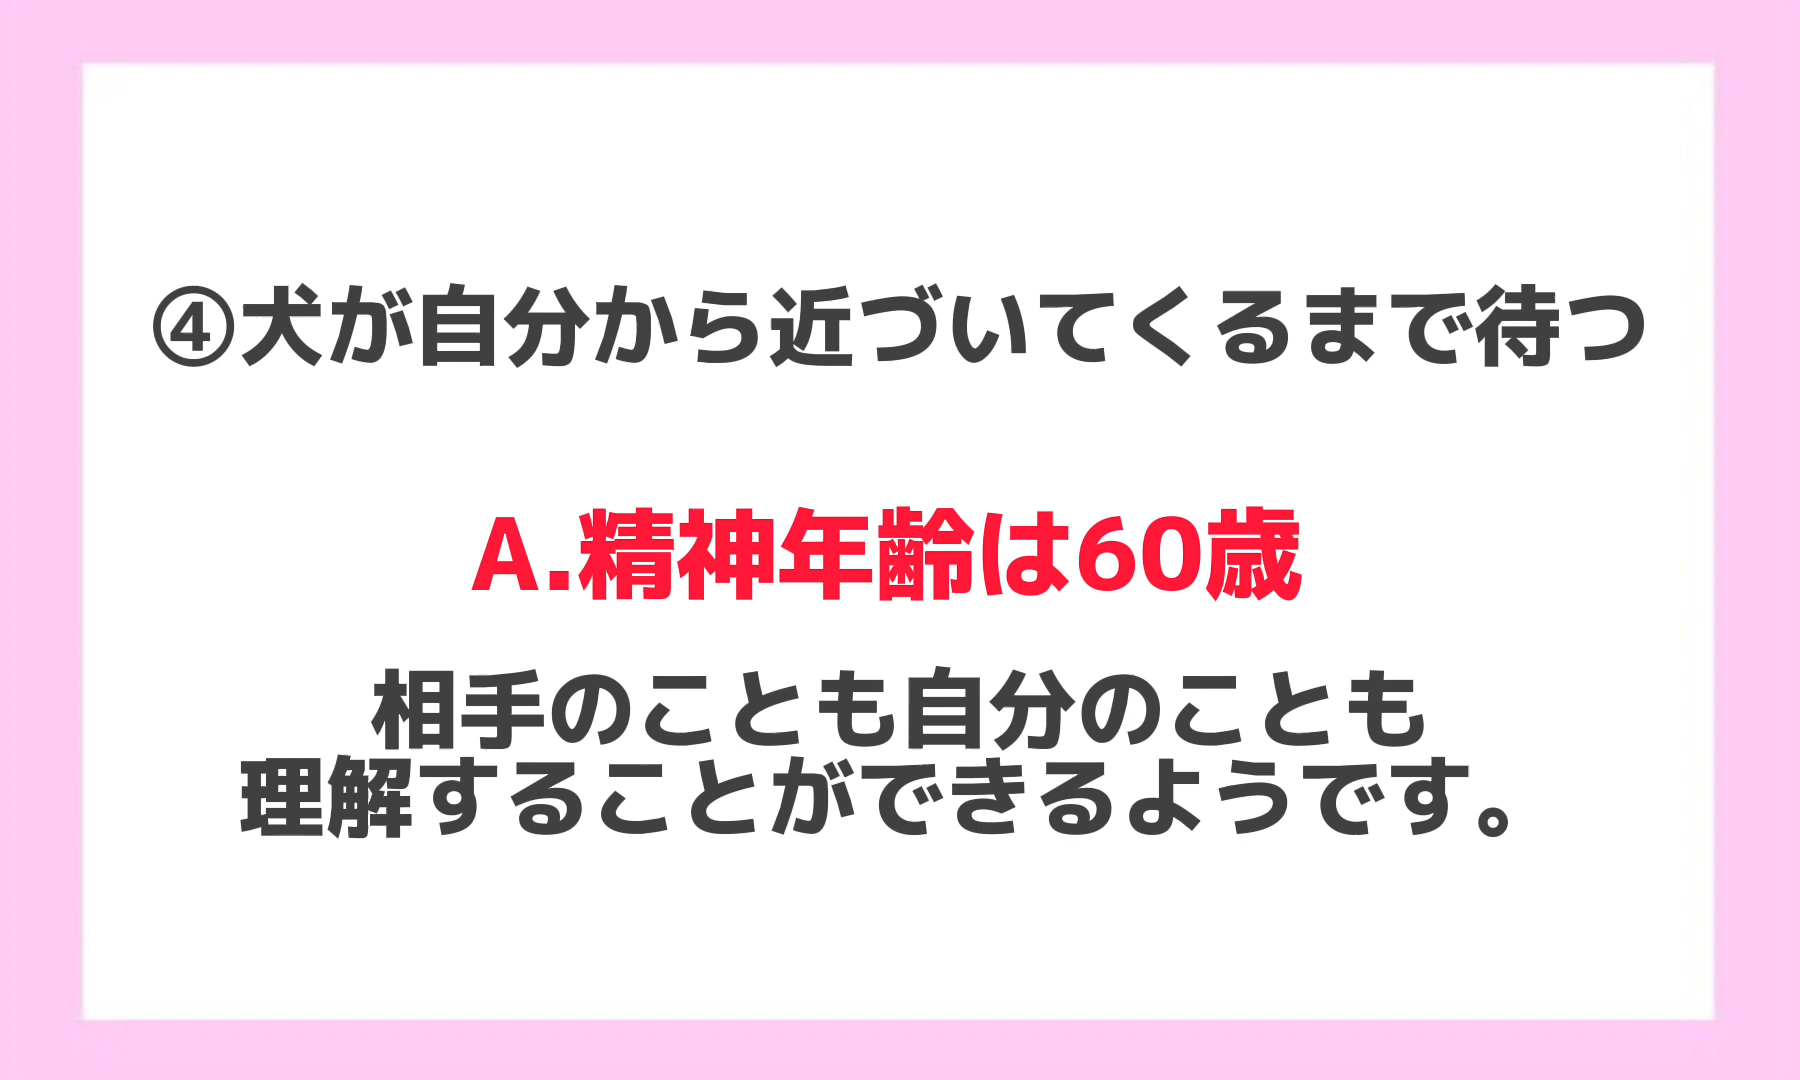 ④犬が自分から近づいてくるまで待つ
A.精神年齢は60歳
相手のことも自分のことも
理解することができるようです。